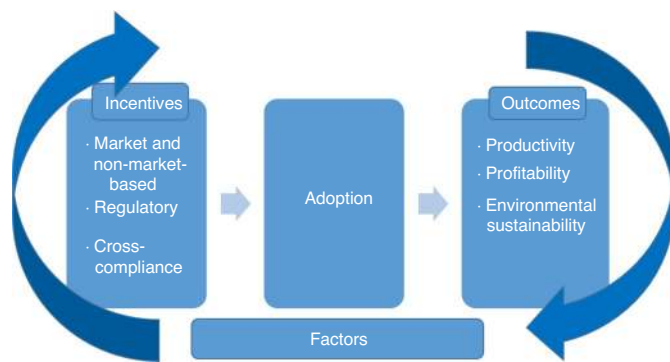 Incentives
· Market and
non-market-
based
· Regulatory
· Cross-
compliance
Adoption
Outcomes
· Productivity
· Profitability
· Environmental
sustainability
Factors